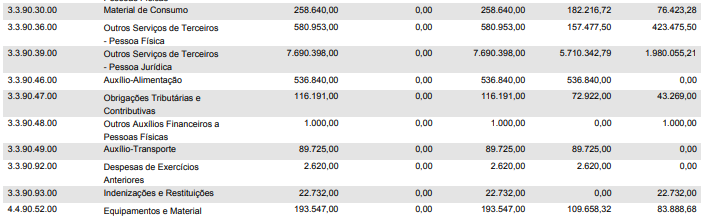 3.3.90.30.00 Material de Consumo 258.640,00 0,00 258.640,00 182.216,72 76.423,28
3.3.90.36.00 Outros Serviços de Terceiros 580.953,00 0,00 580.953,00 157.477,50 423.475,50
- Pessoa Física
3.3.90.39.00 Outros Serviços de Terceiros 7.690.398,00 0,00 7.690.398,00 5.710.342,79 1.980.055,21
- Pessoa Jurídica
3.3.90.46.00 Auxílio-Alimentação 536.840,00 0,00 536.840,00 536.840,00 0,00
3.3.90.47.00 Obrigações Tributárias e 116.191,00 0,00 116.191,00 72.922,00 43.269,00
Contributivas
3.3.90.48.00 Outros Auxílios Financeiros a 1.000,00 0,00 1.000,00 0,00 1.000,00
Pessoas Físicas
3.3.90.49.00 Auxílio-Transporte 89.725,00 0,00 89.725,00 89.725,00 0,00
3.3.90.92.00 Despesas de Exercícios 2.620,00 0,00 2.620,00 2.620,00 0,00
Anteriores
3.3.90.93.00 Indenizações e Restituições 22.732,00 0,00 22.732,00 0,00 22.732,00
4.4.90.52.00 Equipamentos e Material 193.547,00 0,00 193.547,00 109.658,32 83.888,68